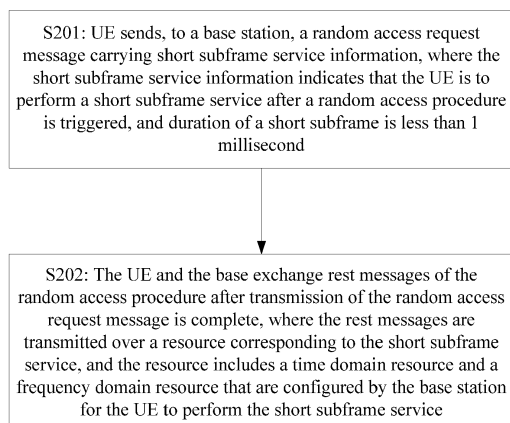 S201: UE sends, to a base station, a random access request
message carrying short subframe service information, where the
short subframe service information indicates that the UE is to
perform a short subframe service after a random access procedure
is triggered, and duration of a short subframe is less than 1
millisecond
S202: The UE and the base exchange rest messages of the
random access procedure after transmission of the random access
request message is complete, where the rest messages are
transmitted over a resource corresponding to the short subframe
service, and the resource includes a time domain resource and a
frequency domain resource that are configured by the base station
for the UE to perform the short subframe service